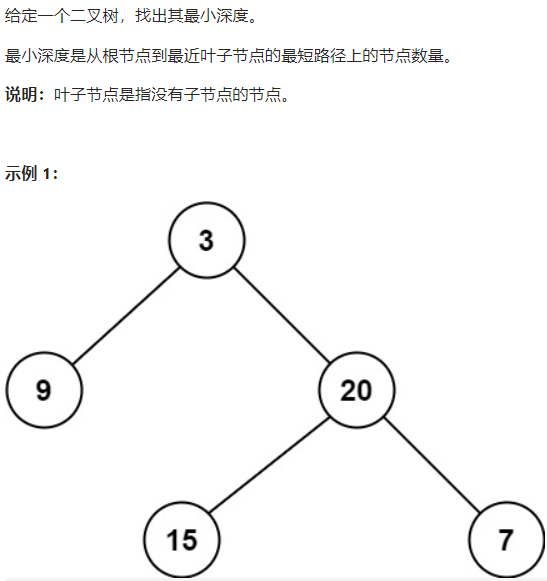 给定一个二叉树，找出其最小深度。
最小深度是从根节点到最近叶子节点的最短路径上的节点数量。
说明：叶子节点是指没有子节点的节点。
示例 1：
3
9
20
15
7